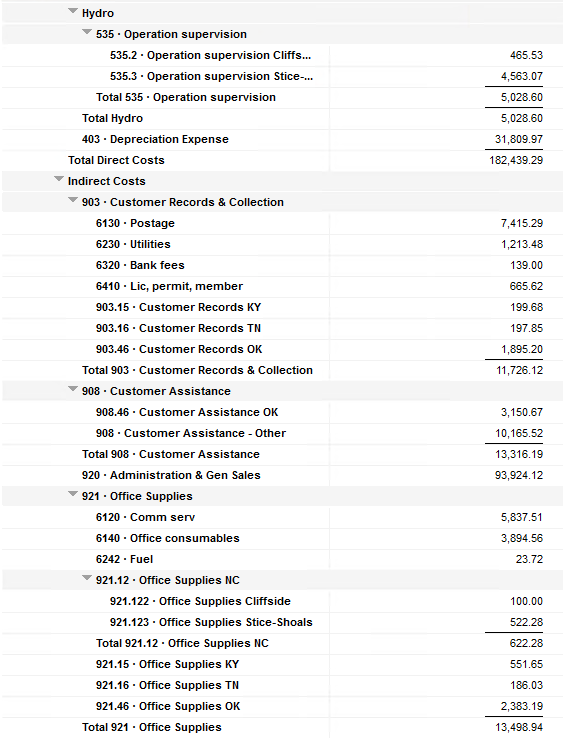 Hydro
535 · Operation supervision
535.2 · Operation supervision Cliffs... 465.53
535.3 · Operation supervision Stice-... 4,563.07
Total 535 · Operation supervision 5,028.60
Total Hydro 5,028.60
403 · Depreciation Expense 31,809.97
Total Direct Costs 182,439.29
Indirect Costs
903 · Customer Records & Collection
6130 · Postage 7,415.29
6230 · Utilities 1,213.48
6320 · Bank fees 139.00
6410 · Lic, permit, member 665.62
903.15 · Customer Records KY 199.68
903.16 · Customer Records TN 197.85
903.46 · Customer Records OK 1,895.20
Total 903 · Customer Records & Collection 11,726.12
908 · Customer Assistance
908.46 · Customer Assistance OK 3,150.67
908 · Customer Assistance - Other 10,165.52
Total 908 · Customer Assistance 13,316.19
920 · Administration & Gen Sales 93,924.12
921 · Office Supplies
6120 · Comm serv 5,837.51
6140 · Office consumables 3,894.56
6242 · Fuel 23.72
921.12 · Office Supplies NC
921.122 · Office Supplies Cliffside 100.00
921.123 · Office Supplies Stice-Shoals 522.28
Total 921.12 · Office Supplies NC 622.28
921.15 · Office Supplies KY 551.65
921.16 · Office Supplies TN 186.03
921.46 · Office Supplies OK 2,383.19
Total 921 · Office Supplies 13,498.94